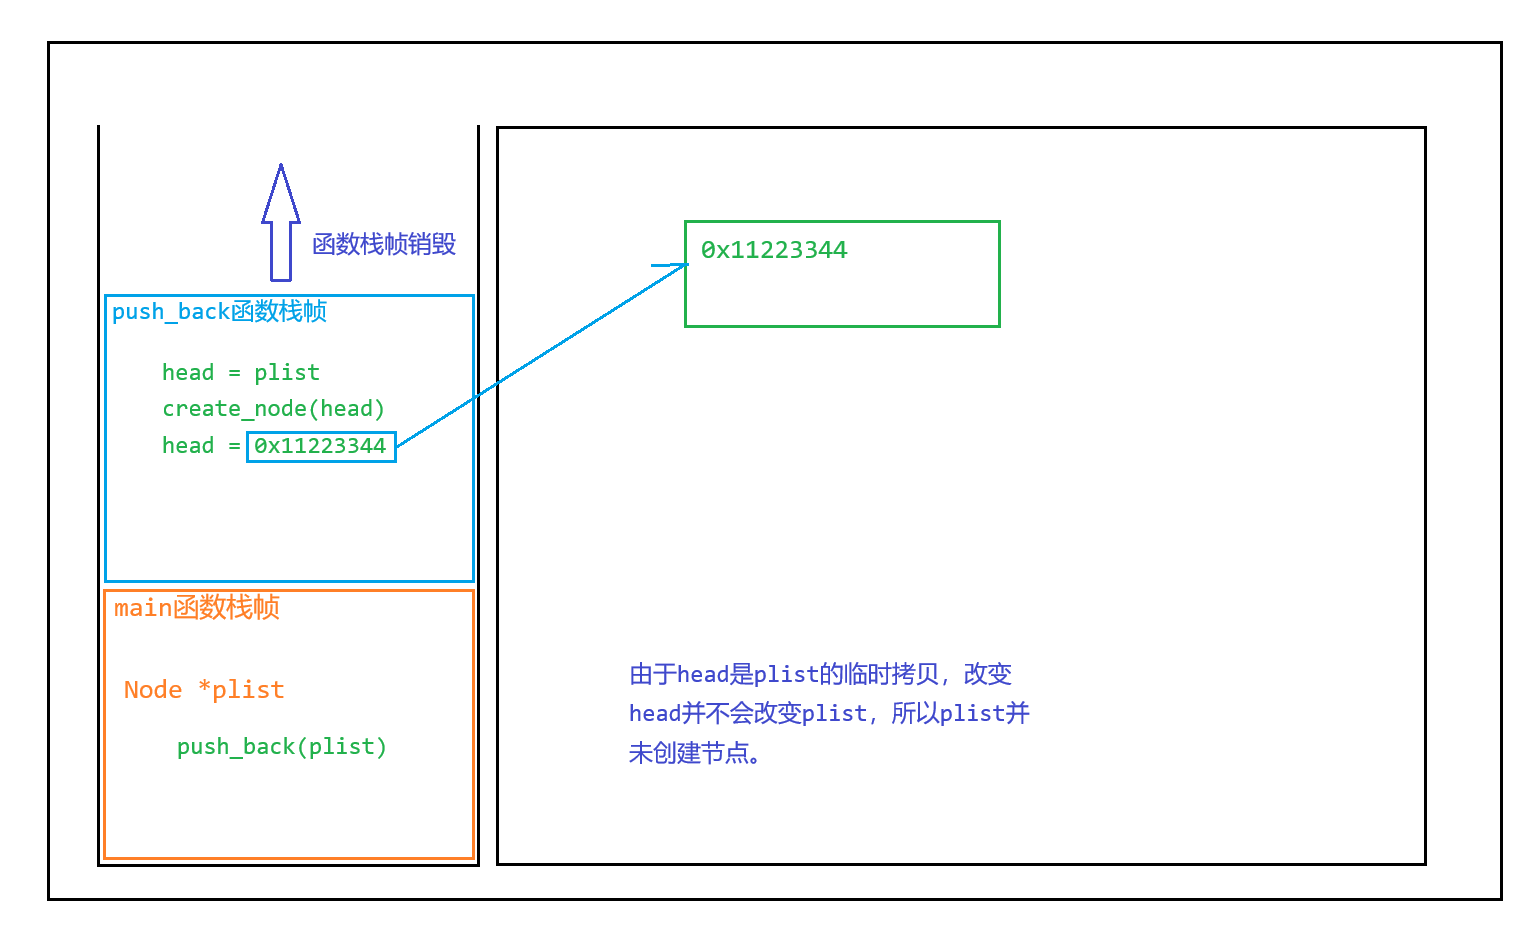 函数栈帧销毁
0x11223344
push_back函数栈帧
head = plist
create_node(head)
head = 0x11223344
main函数栈帧
Node *plist
push_back(plist)
由于head是plist的临时拷贝，改变
head并不会改变plist，所以plist并
未创建节点。